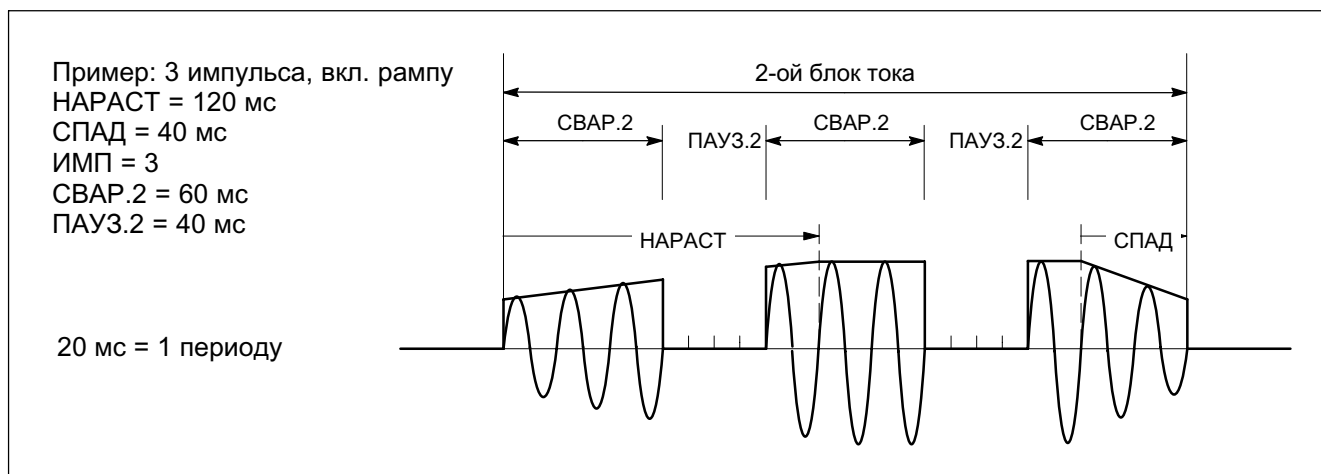 Пример: 3 импульса, вкл. рампу
НАРАСТ = 120 мс
СПАД = 40 мс
ИМП = 3
СВАР.2 = 60 мс
ПАУЗ.2 = 40 мс
20 мс = 1 периоду
2-ой блок тока
СВАР.2
ПАУЗ.2
СВАР.2
ПАУЗ.2
СВАР.2
НАРАСТ
СПАД